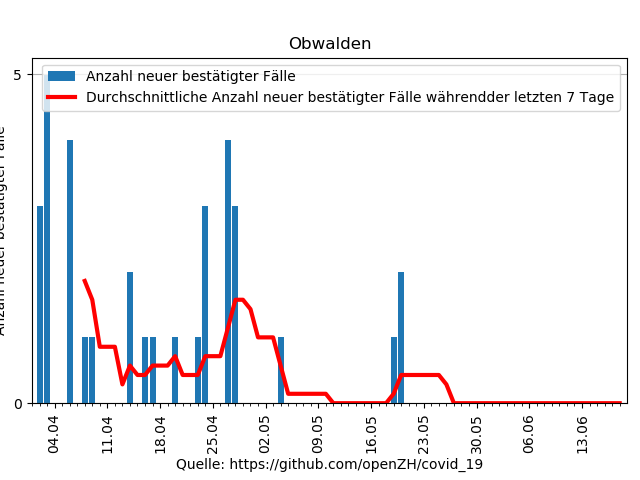 Obwalden
5
Anzahl neuer bestätigter Fälle
Durchschnittliche Anzahl neuer bestätigter Fälle währendder letzten 7 Tage
Anzahl neuer bestätigter Fälle
0
04.04
11.04
18.04
25.04
02.05
09.05
16.05
23.05
30.05
06.06
13.06
Quelle: https://github.com/openZH/covid_19